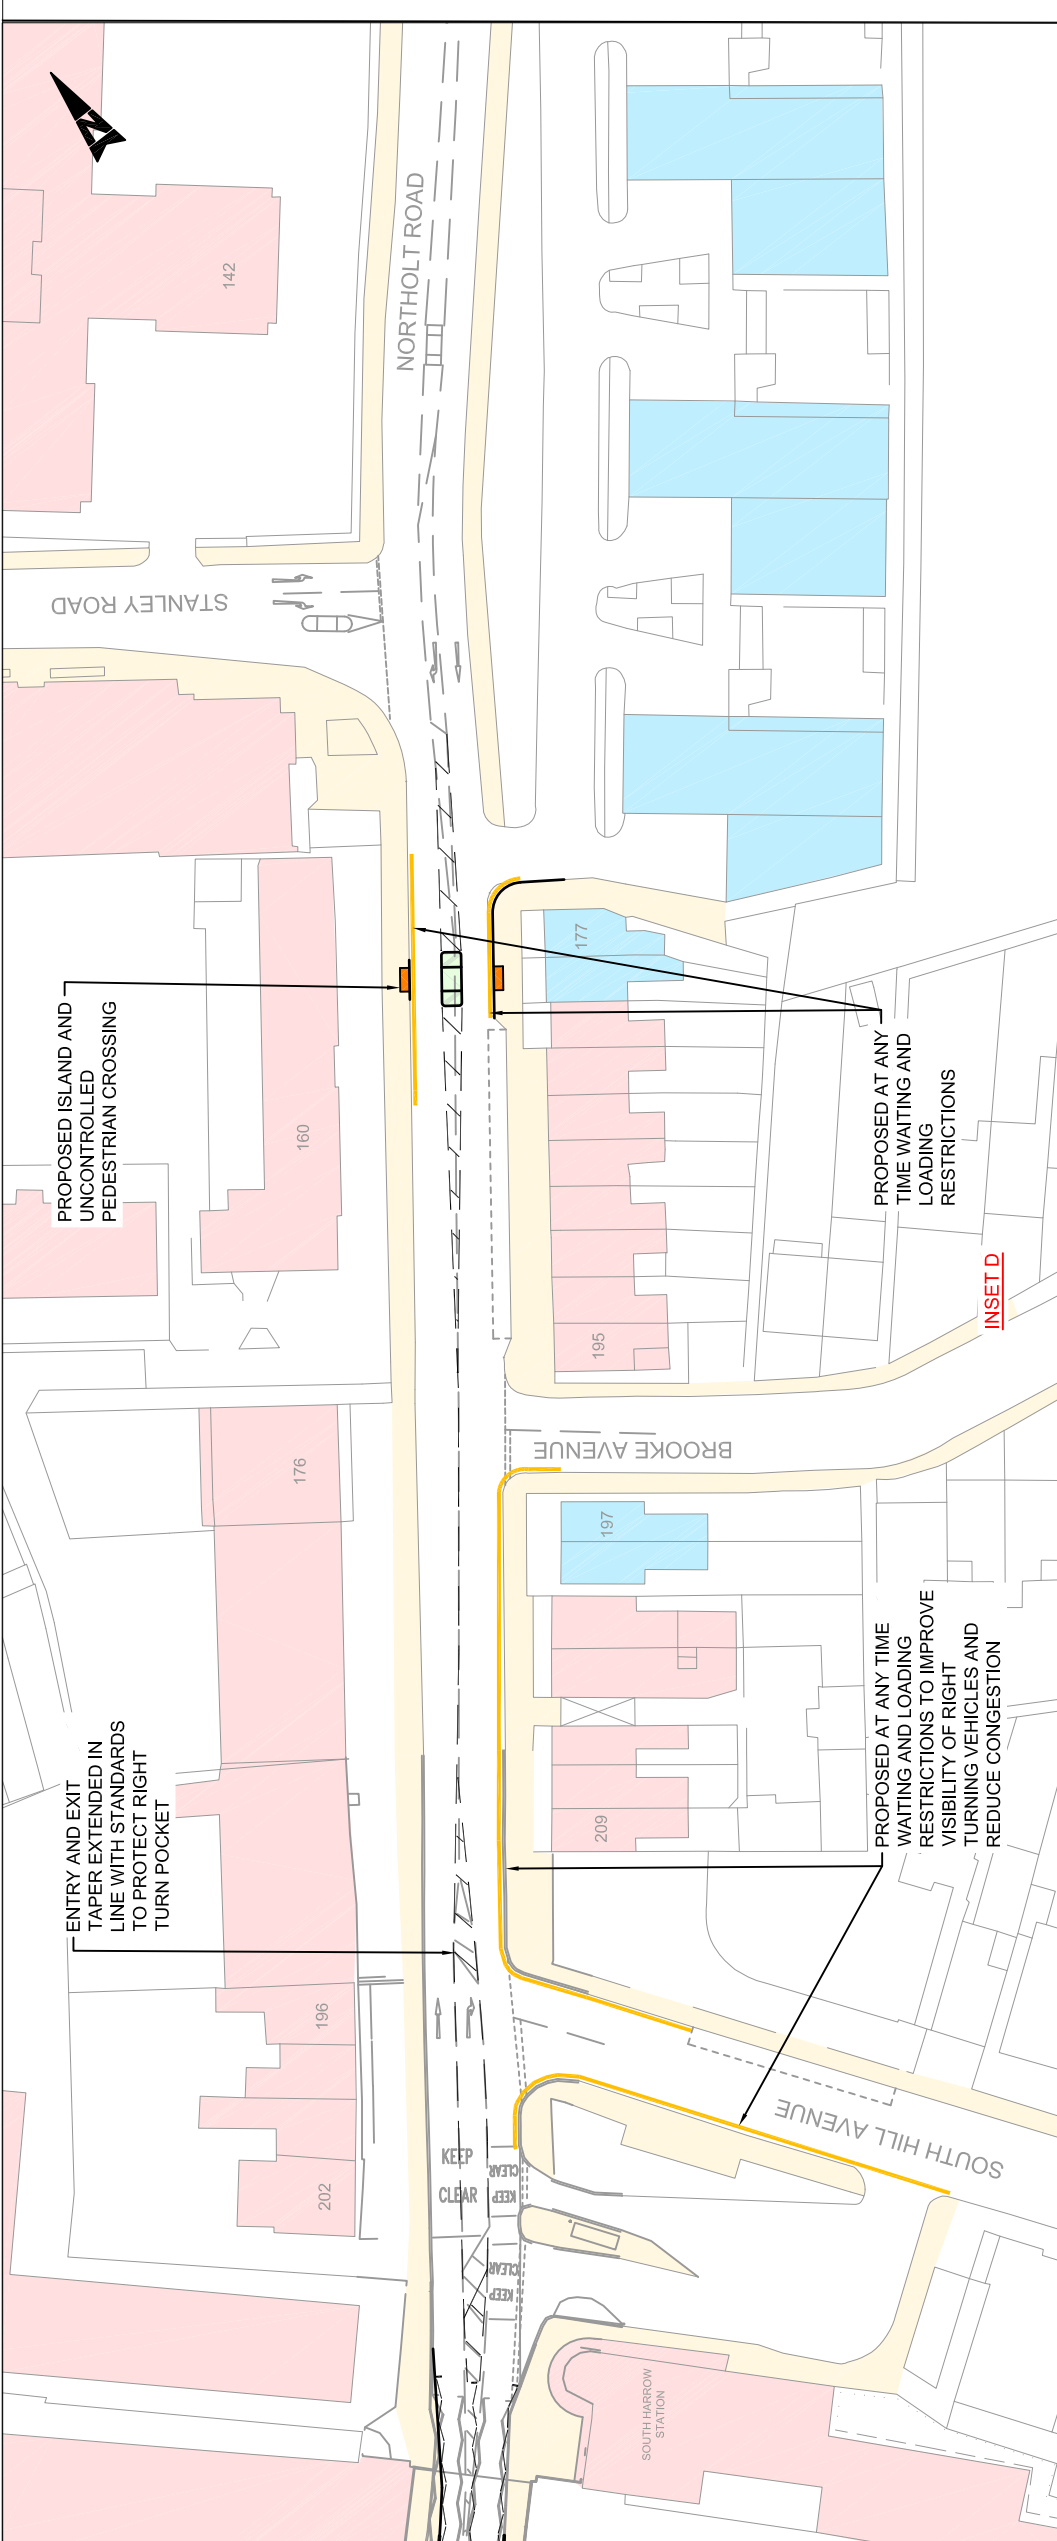 N
142
NORTHOLT ROAD
STANLEY ROAD
PROPOSED ISLAND AND
UNCONTROLLED
PEDESTRIAN CROSSING
160
177
195
PROPOSED AT ANY
TIME WAITING AND
LOADING
RESTRICTIONS
INSET D
BROOKE AVENUE
176
197
ENTRY AND EXIT
TAPER EXTENDED IN
LINE WITH STANDARDS
TO PROTECT RIGHT
TURN POCKET
209
PROPOSED AT ANY TIME
WAITING AND LOADING
RESTRICTIONS TO IMPROVE
VISIBILITY OF RIGHT
TURNING VEHICLES AND
REDUCE CONGESTION
196
202
KEEP
CLEAR
KEEP
CLEAR
KEEP
CLEAR
SOUTH HILL AVENUE
SOUTH HARROW
STATION